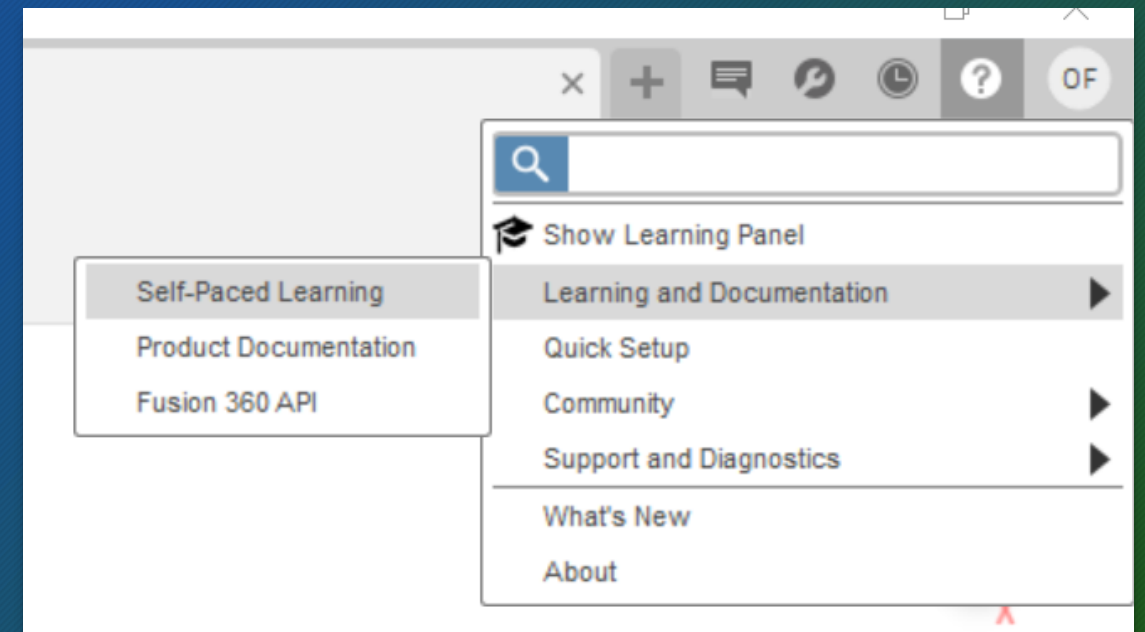 OF
Show Learning Panel
Learning and Documentation
Quick Setup
Community
Support and Diagnostics
What's New
About
Self-Paced Learning
Product Documentation
Fusion 360 API